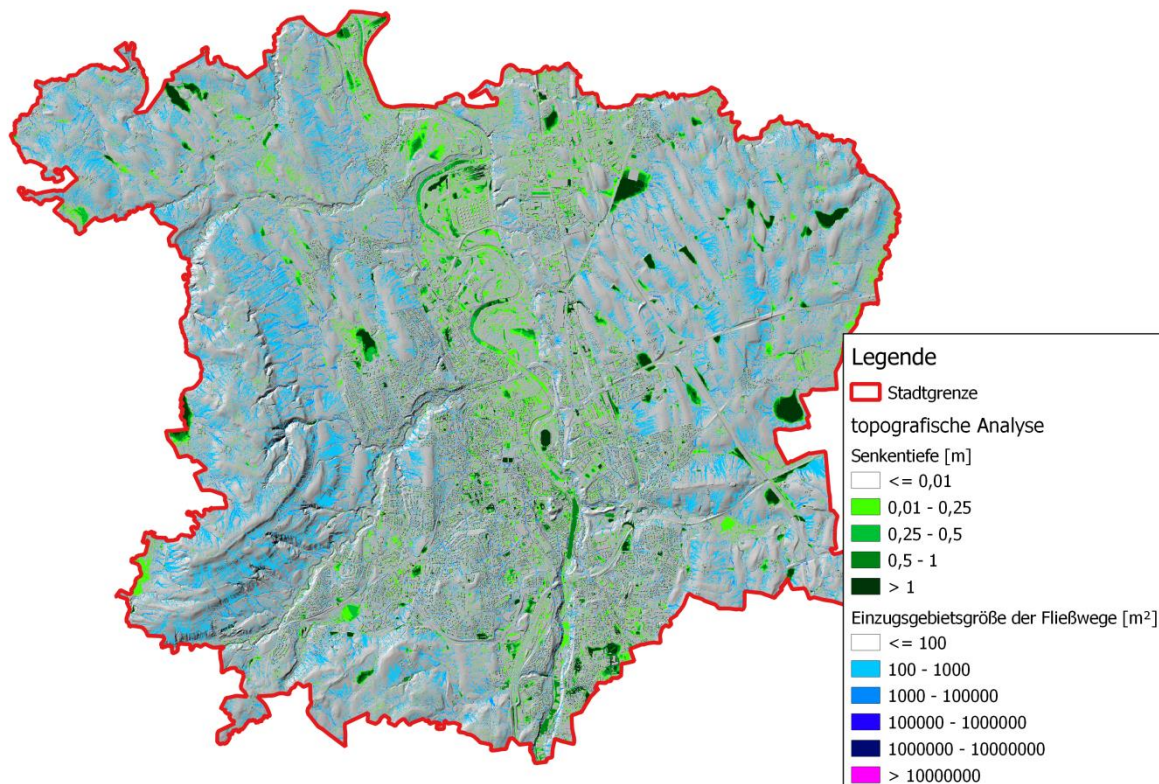 Legende
Stadtgrenze
topografische Analyse
Senkentiefe [m]
<= 0,01
0,01 - 0,25
0,25 - 0,5
0,5 - 1
> 1
Einzugsgebietsgröße der Fließwege [m²]
<= 100
100 - 1000
1000 - 100000
100000 - 1000000
1000000 - 10000000
> 10000000